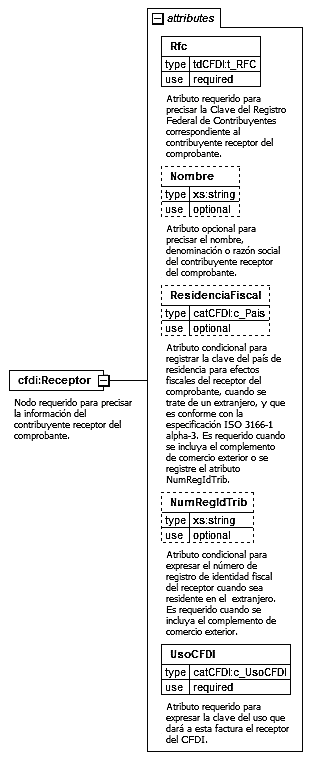 attributes
Rfc
type tdCFDI:t_RFC
use required
Atributo requerido para
precisar la Clave del Registro
Federal de Contribuyentes
correspondiente al
contribuyente receptor del
comprobante.
Nombre
type xs:string
use optional
Atributo opcional para
precisar el nombre,
denominación o razón social
del contribuyente receptor
del comprobante.
ResidenciaFiscal
type catCFDI:c_Pais
use optional
Atributo condicional para
registrar la clave del país de
residencia para efectos
fiscales del receptor del
comprobante, cuando se
trate de un extranjero, y que
es conforme con la
especificación ISO 3166-1
alpha-3. Es requerido cuando
se incluya el complemento
de comercio exterior o se
registre el atributo
NumRegIdTrib.
cfdi:Receptor
Nodo requerido para precisar
la información del
contribuyente receptor del
comprobante.
NumRegIdTrib
type xs:string
use optional
Atributo condicional para
expresar el número de
registro de identidad fiscal
del receptor cuando sea
residente en el extranjero.
Es requerido cuando se
incluya el complemento de
comercio exterior.
UsoCFDI
type catCFDI:c_UsoCFDI
use required
Atributo requerido para
expresar la clave del uso que
dará a esta factura el receptor
del CFDI.